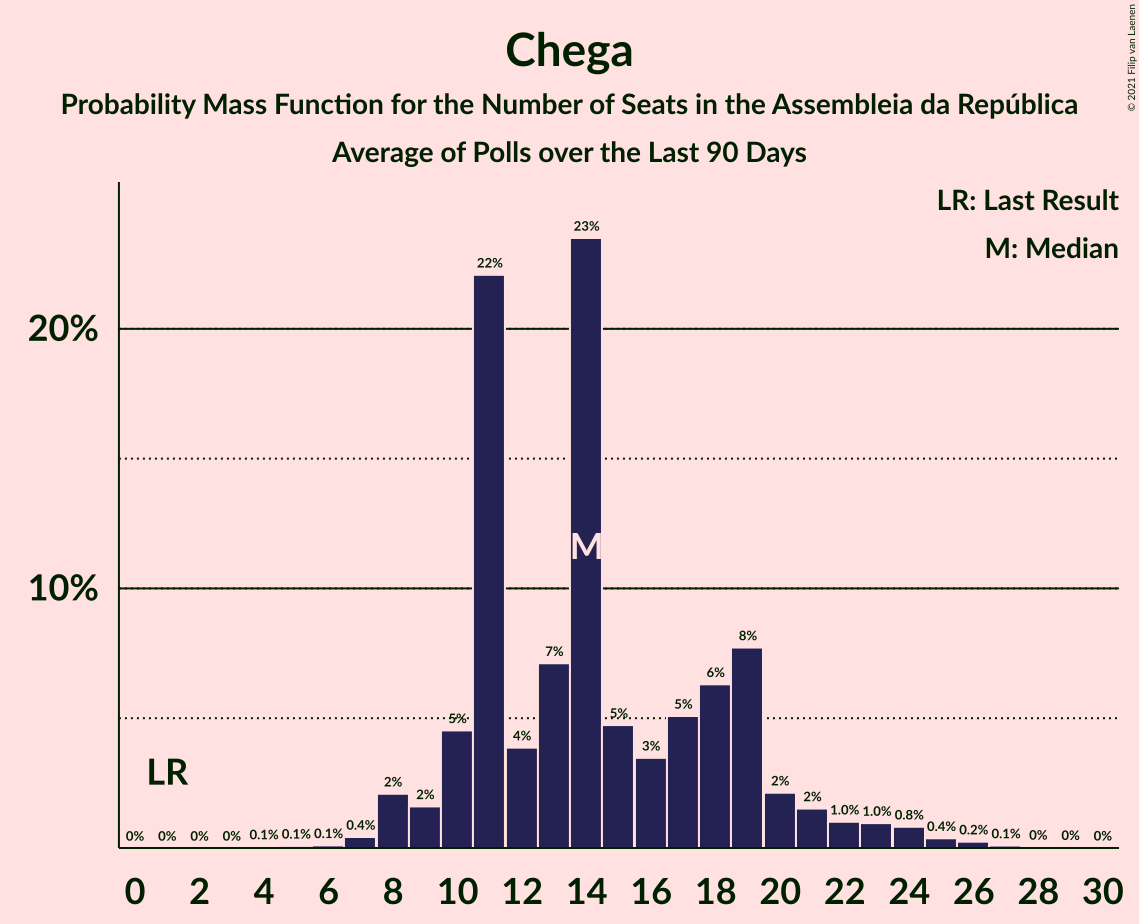 © 2021 Filip van Laenen
Chega
Probability Mass Function for the Number of Seats in the Assembleia da República
Average of Polls over the Last 90 Days
LR: Last Result
M: Median
20%
10%
0% 0% 0% 0% 0.1% 0.1% 0.1% 0.4% 2% 2% 5% 22% 4% 7% 23% 5% 3% 5% 6% 8% 2% 2% 1.0% 1.0% 0.8% 0.4% 0.2% 0.1% 0% 0% 0%
M
LR
0 2 4 6 8 10 12 14 16 18 20 22 24 26 28 30